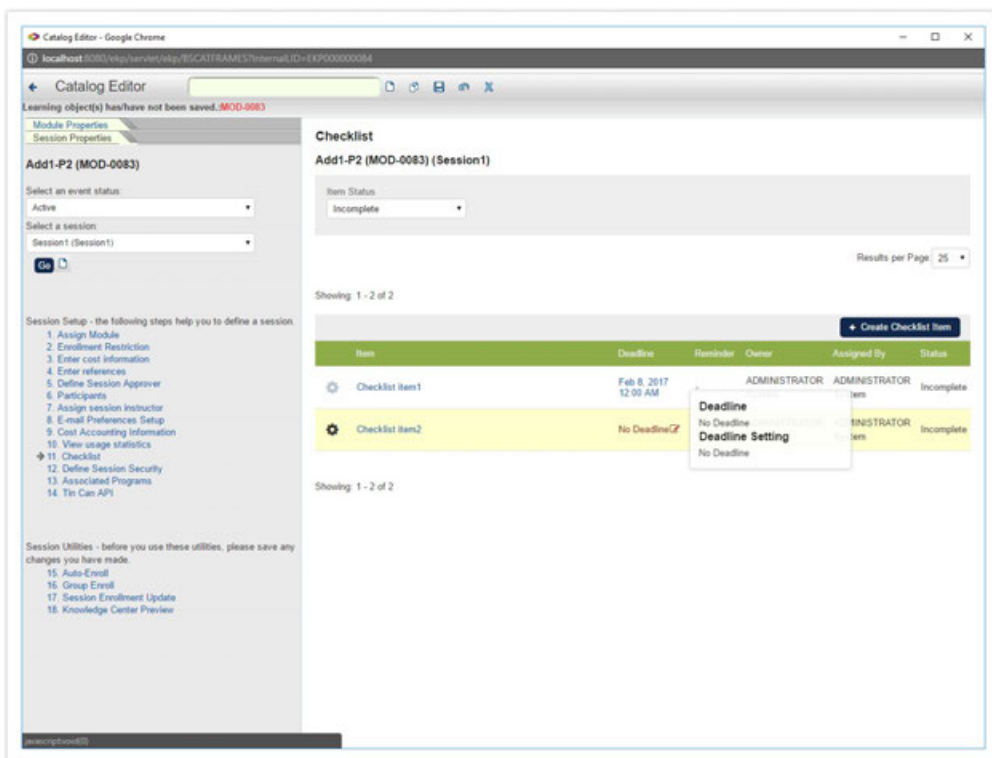 Catalog Editor - Google Chrome
localhost:8080/ekp/servlet/ekp/BSCATFRAMES?InternalLID=EKP000000084
Catalog Editor
Learning object(s) has/have not been saved.:MOD-0083
Module Properties
Session Properties
Add1-P2 (MOD-0083)
Select an event status:
Active
Select a session:
Session1 (Session1)
Go
Session Setup - the following steps help you to define a session.
1. Assign Module
2. Enrollment Restriction
3. Enter cost information
4. Enter references
5. Define Session Approver
6. Participants
7. Assign session instructor
8. E-mail Preferences Setup
9. Cost Accounting Information
10. View usage statistics
11. Checklist
12. Define Session Security
13. Associated Programs
14. Tin Can API
Session Utilities - before you use these utilities, please save any
changes you have made.
15. Auto-Enroll
16. Group Enroll
17. Session Enrollment Update
18. Knowledge Center Preview
javascript:void(0)
Checklist
Add1-P2 (MOD-0083) (Session1)
Item Status
Incomplete
Results per Page: 25
Showing: 1 - 2 of 2
+ Create Checklist Item
Item Deadline Reminder Owner Assigned By Status
Checklist item1 Feb 8, 2017 12:00 AM - ADMINISTRATOR ADMINISTRATOR Incomplete
Checklist item2 No Deadline Incomplete
Deadline
No Deadline
Deadline Setting
No Deadline
Showing: 1 - 2 of 2